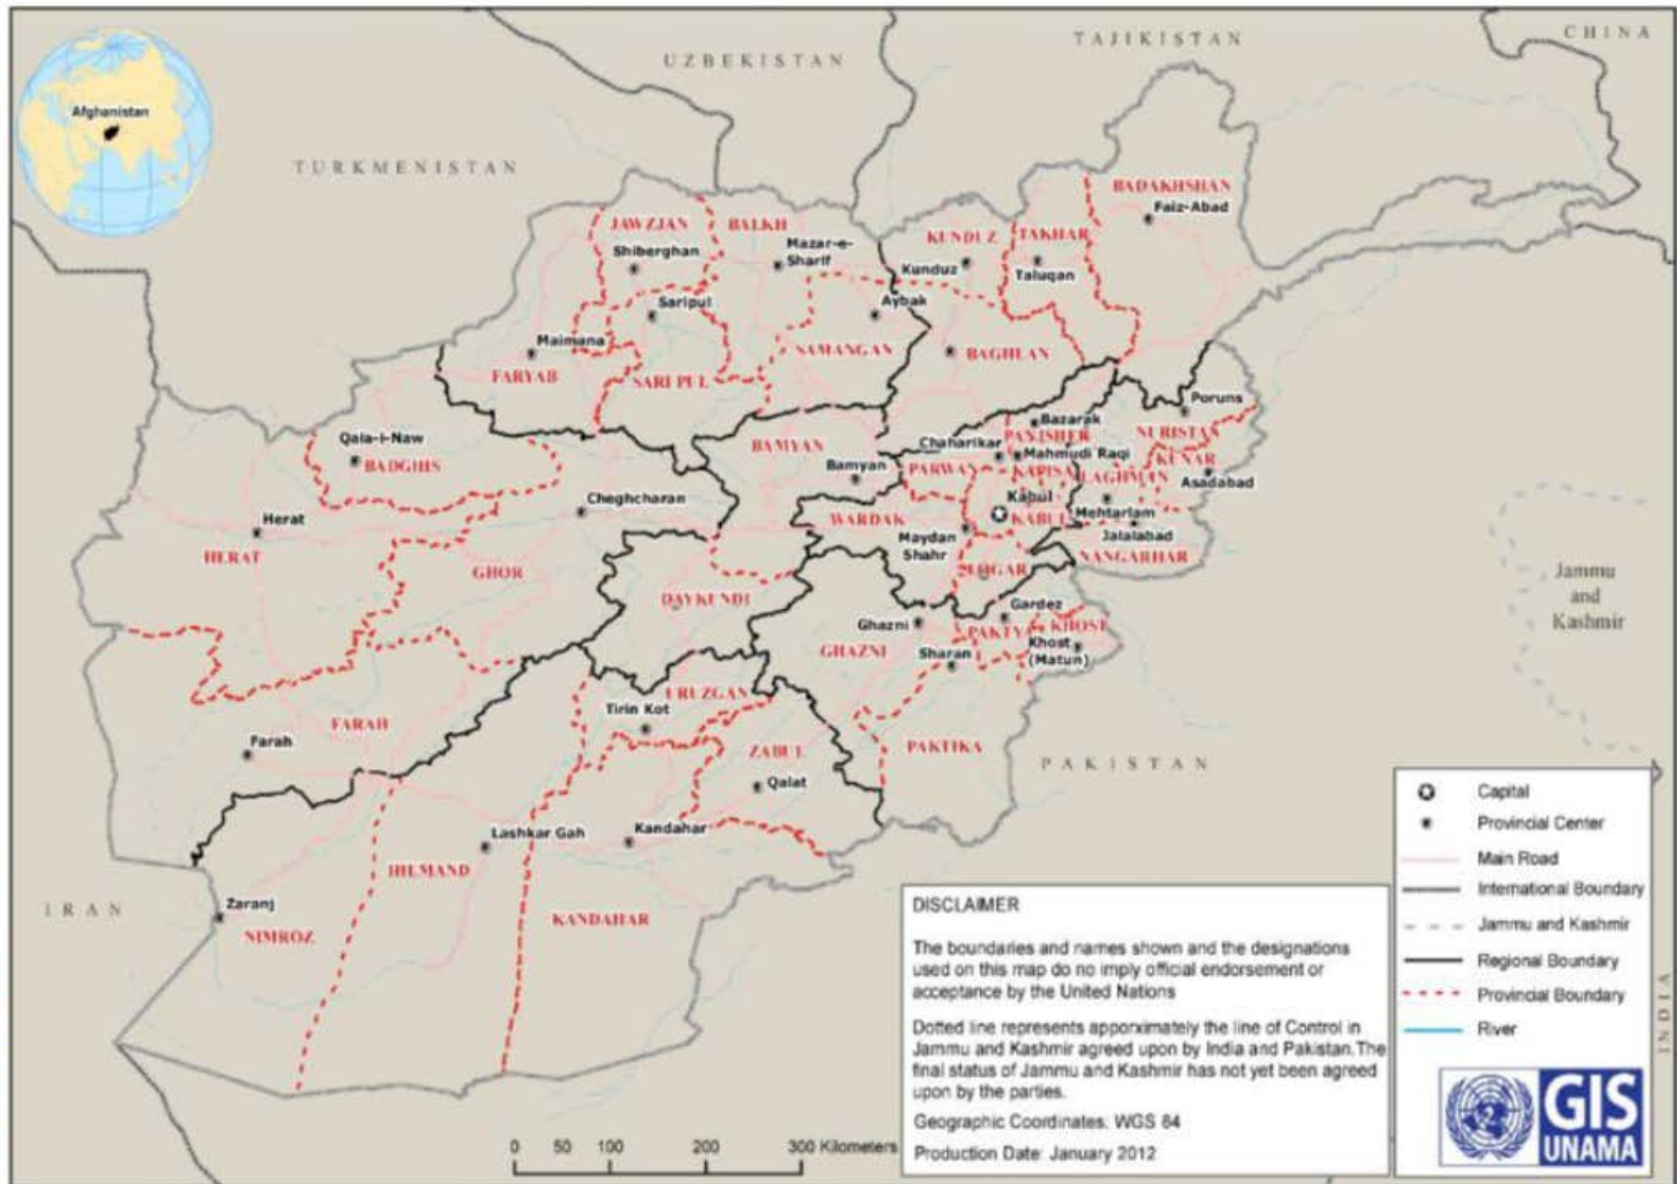 CHINA
TAJIKISTAN
UZBEKISTAN
Afghanistan
TURKMENISTAN
BADAKHSHAN
Faiz-Abad
JAWZJAN
BALKH
KUNDUZ
TAKHAR
Shiberghan
Mazar-e-
Sharif
Kunduz
Taluqan
Saripul
Aybak
Maimana
SAMANGAN
BAGHLAN
FARYAB
SARI PUL
Poruns
Bazarak
PANJSHER
NURISTAN
Qala-i-Naw
BADGHIS
BAMYAN
Chaharikar
Mahmudi Raqi
KUNAR
Bamyan
PARWAN
KAPISA
LAGHMAN
Asadabad
Cheghcharan
Kabul
Herat
WARDAK
KABUL
Mehtarlam
Maydan
Shahr
Jalalabad
HERAT
NANGARHAR
GHOR
LOGAR
Jammu
and
Kashmir
DAYKUNDI
Gardez
Ghazni
PAKTYA
KHOST
GHAZNI
Sharan
Khost
(Matun)
URUZGAN
Tirin Kot
FARAH
Farah
ZABUL
PAKTIKA
PAKISTAN
Qalat
Lashkar Gah
Kandahar
HILMAND
IRAN
Zaranj
NIMROZ
KANDAHAR
Capital
Provincial Center
Main Road
International Boundary
Jammu and Kashmir
Regional Boundary
Provincial Boundary
River
INDIA
DISCLAIMER
The boundaries and names shown and the designations
used on this map do no imply official endorsement or
acceptance by the United Nations
Dotted line represents apporximately the line of Control in
Jammu and Kashmir agreed upon by India and Pakistan.The
final status of Jammu and Kashmir has not yet been agreed
upon by the parties.
Geographic Coordinates: WGS 84
Production Date: January 2012
0 50 100 200 300 Kilometers
GIS
UNAMA